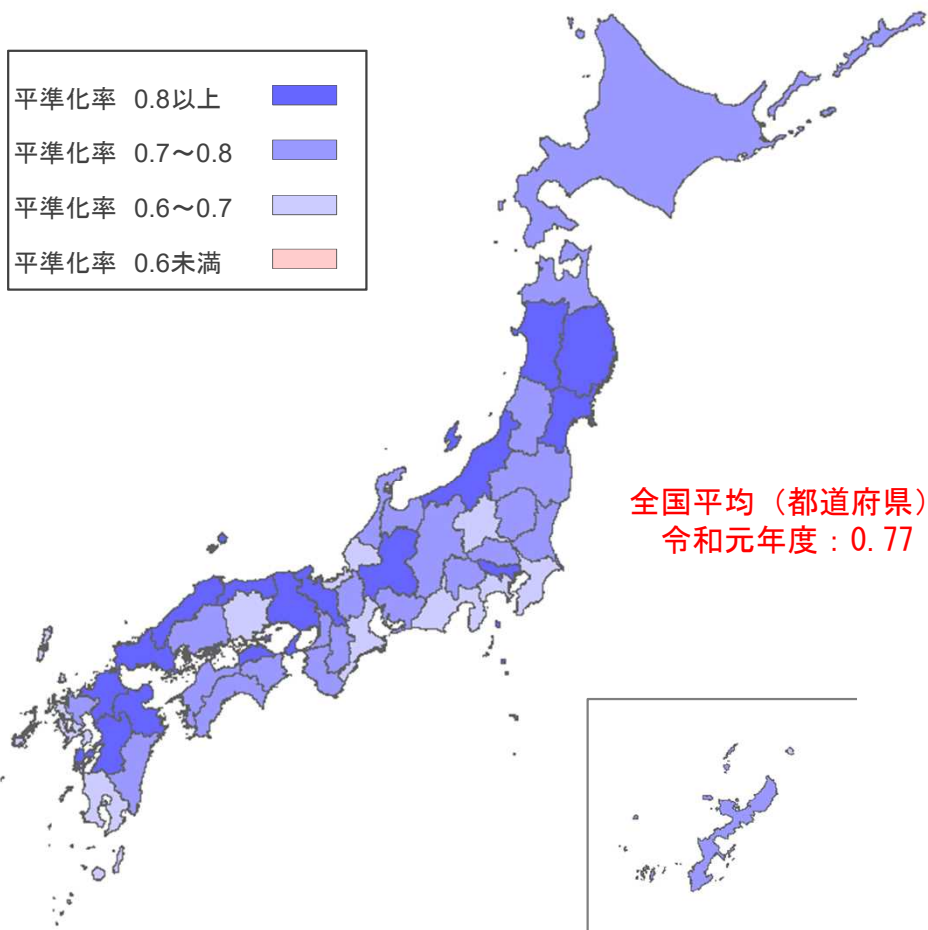 平準化率 0.8以上
平準化率 0.7～0.8
平準化率 0.6～0.7
平準化率 0.6未満
全国平均（都道府県）
令和元年度：0.77